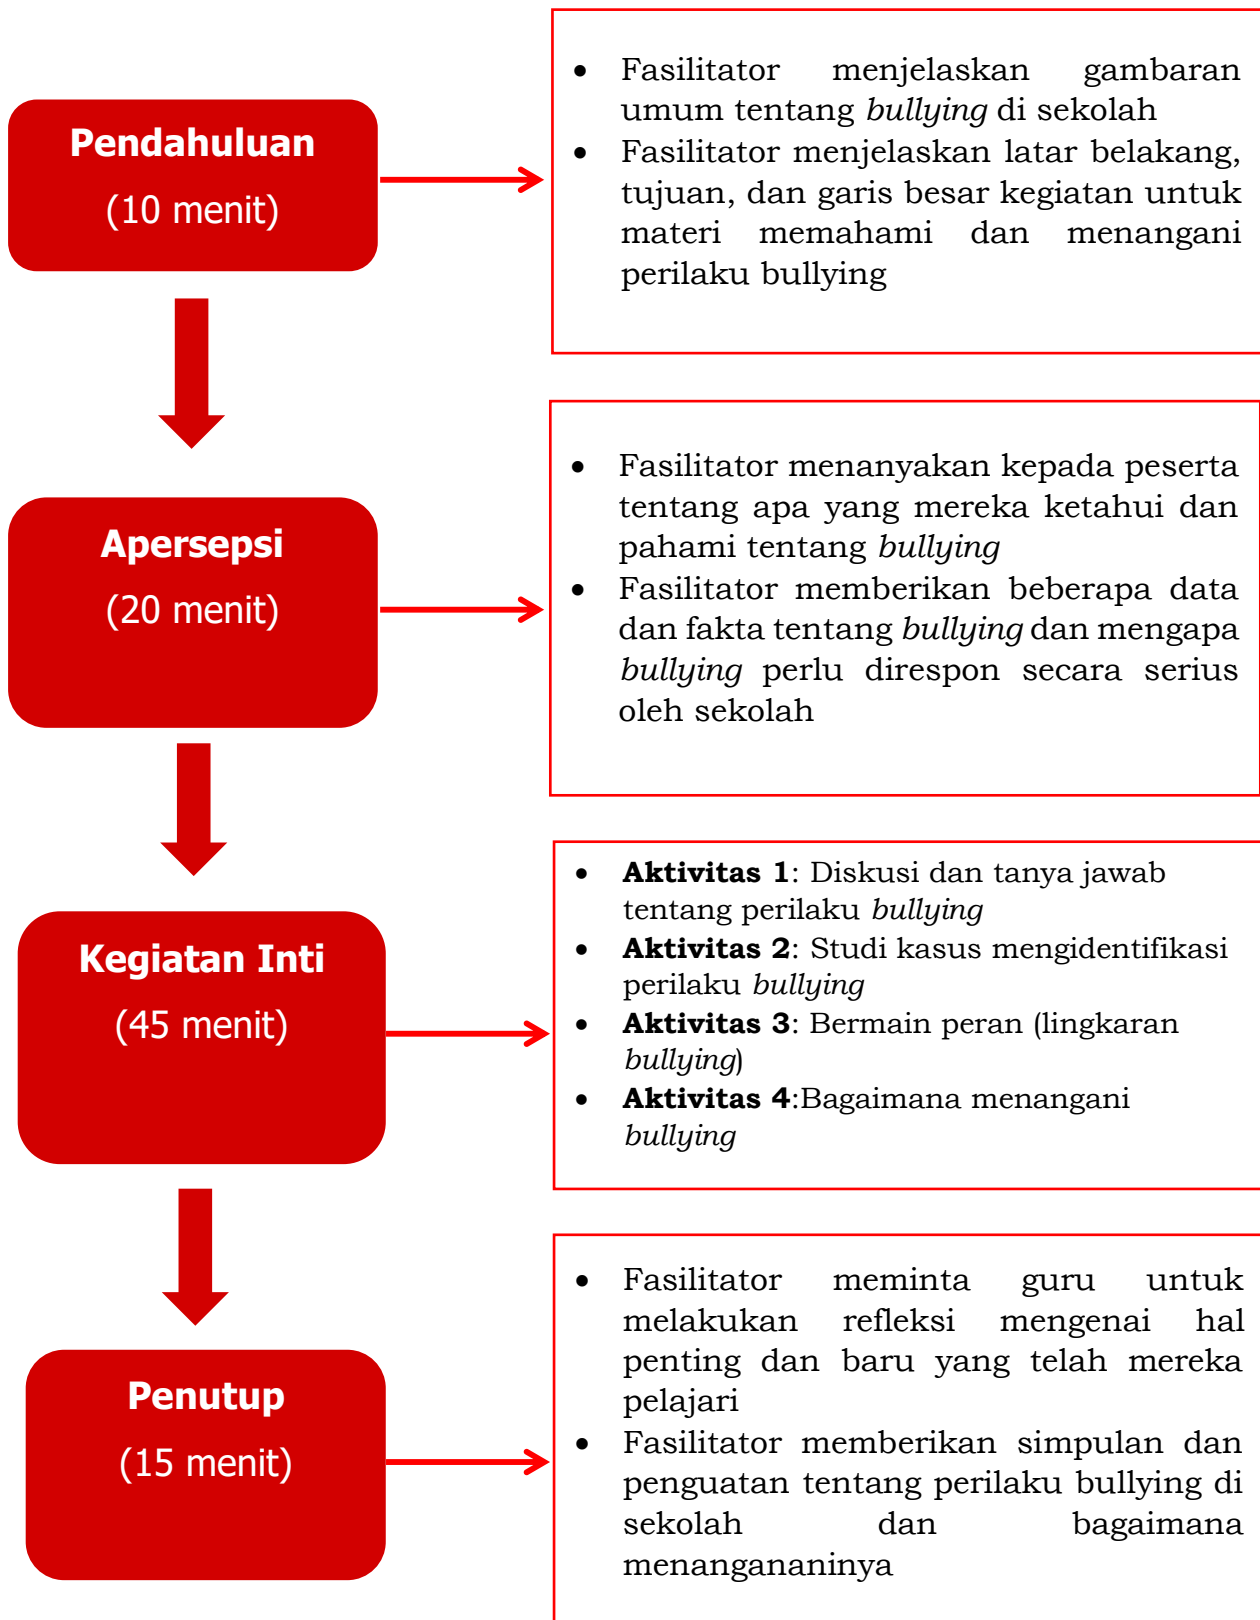 Pendahuluan
(10 menit)
• Fasilitator menjelaskan gambaran
umum tentang bullying di sekolah
• Fasilitator menjelaskan latar belakang,
tujuan, dan garis besar kegiatan untuk
materi memahami dan menangani
perilaku bullying
Apersepsi
(20 menit)
• Fasilitator menanyakan kepada peserta
tentang apa yang mereka ketahui dan
pahami tentang bullying
• Fasilitator memberikan beberapa data
dan fakta tentang bullying dan mengapa
bullying perlu direspon secara serius
oleh sekolah
Kegiatan Inti
(45 menit)
• Aktivitas 1: Diskusi dan tanya jawab
tentang perilaku bullying
• Aktivitas 2: Studi kasus mengidentifikasi
perilaku bullying
• Aktivitas 3: Bermain peran (lingkaran
bullying)
• Aktivitas 4:Bagaimana menangani
bullying
Penutup
(15 menit)
• Fasilitator meminta guru untuk
melakukan refleksi mengenai hal
penting dan baru yang telah mereka
pelajari
• Fasilitator memberikan simpulan dan
penguatan tentang perilaku bullying di
sekolah dan bagaimana
menangananinya